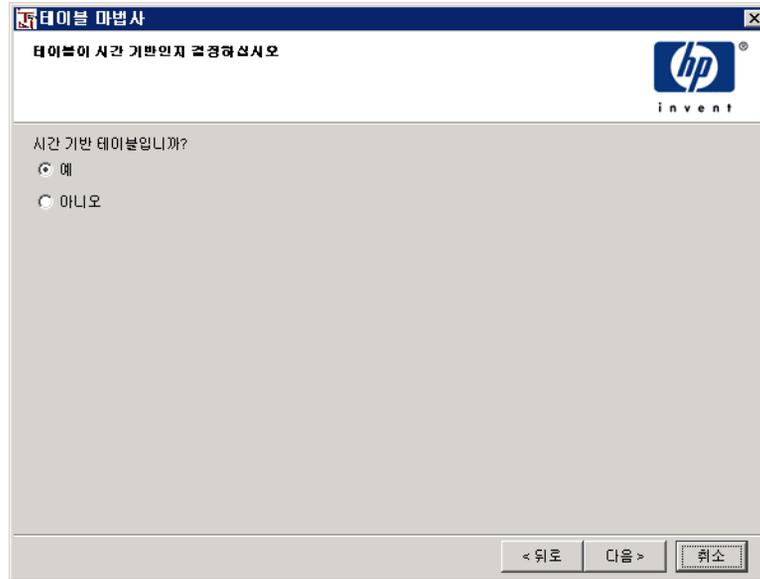 테이블 마법사
테이블이 시간 기반인지 결정하십시오
hp
®
invent
시간 기반 테이블입니까?
예
아니오
< 뒤로
다음 >
취소